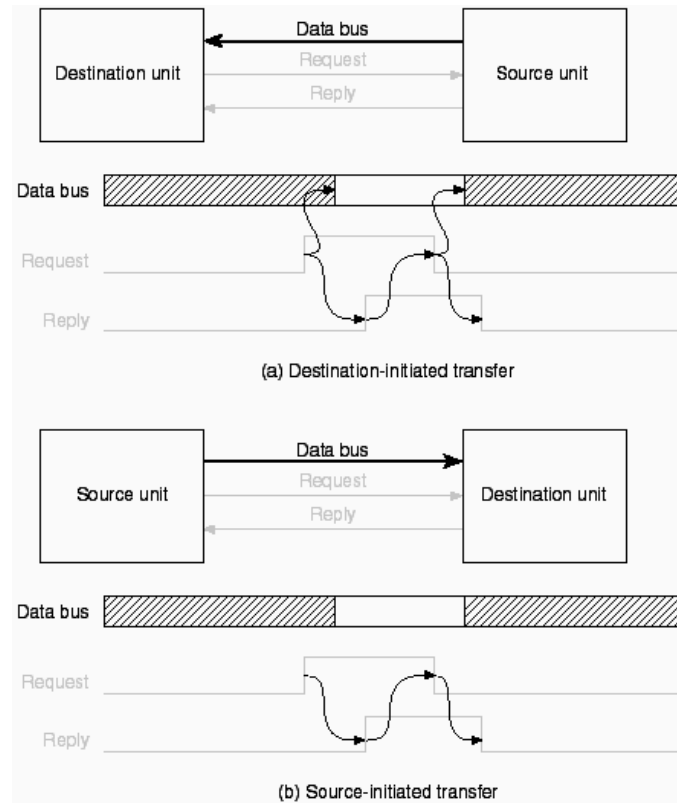 Data bus
Destination unit
Request
Source unit
Reply
Data bus
Request
Reply
(a) Destination-initiated transfer
Data bus
Source unit
Request
Destination unit
Reply
Data bus
Request
Reply
(b) Source-initiated transfer